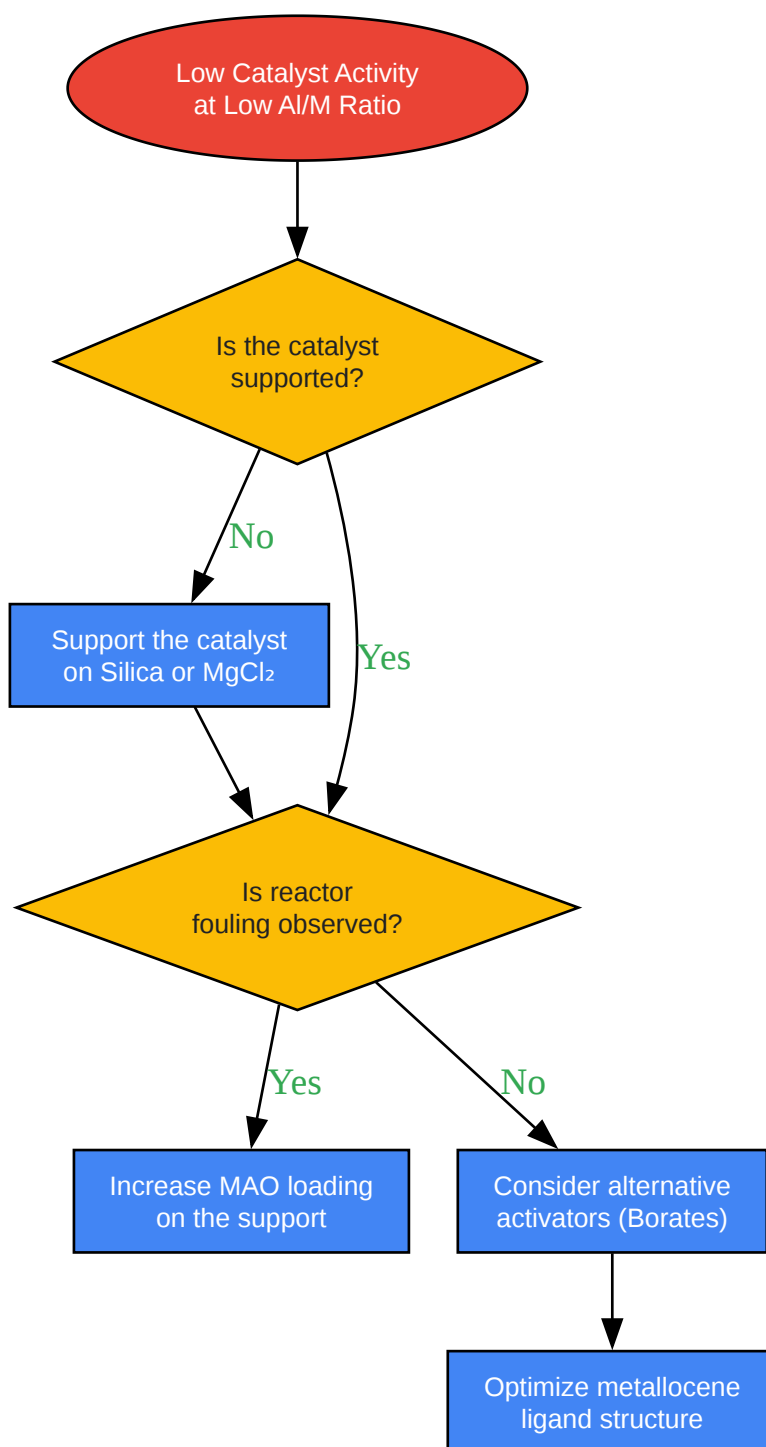 Low Catalyst Activity
at Low Al/M Ratio
Is the catalyst
supported?
No
Support the catalyst
on Silica or MgCl₂
Yes
Is reactor
fouling observed?
Yes
No
Increase MAO loading
on the support
Consider alternative
activators (Borates)
Optimize metallocene
ligand structure